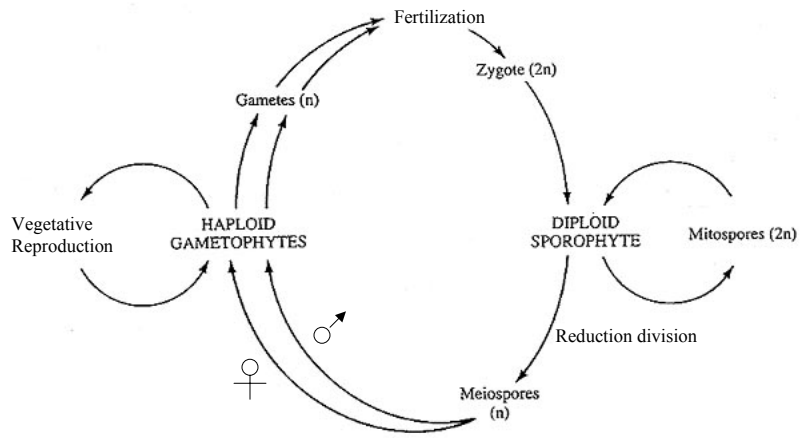 Fertilization
Zygote (2n)
Gametes (n)
Vegetative
Reproduction
HAPLOID
GAMETOPHYTES
DIPLOID
SPOROPHYTE
Mitospores (2n)
Reduction division
Meiospores
(n)